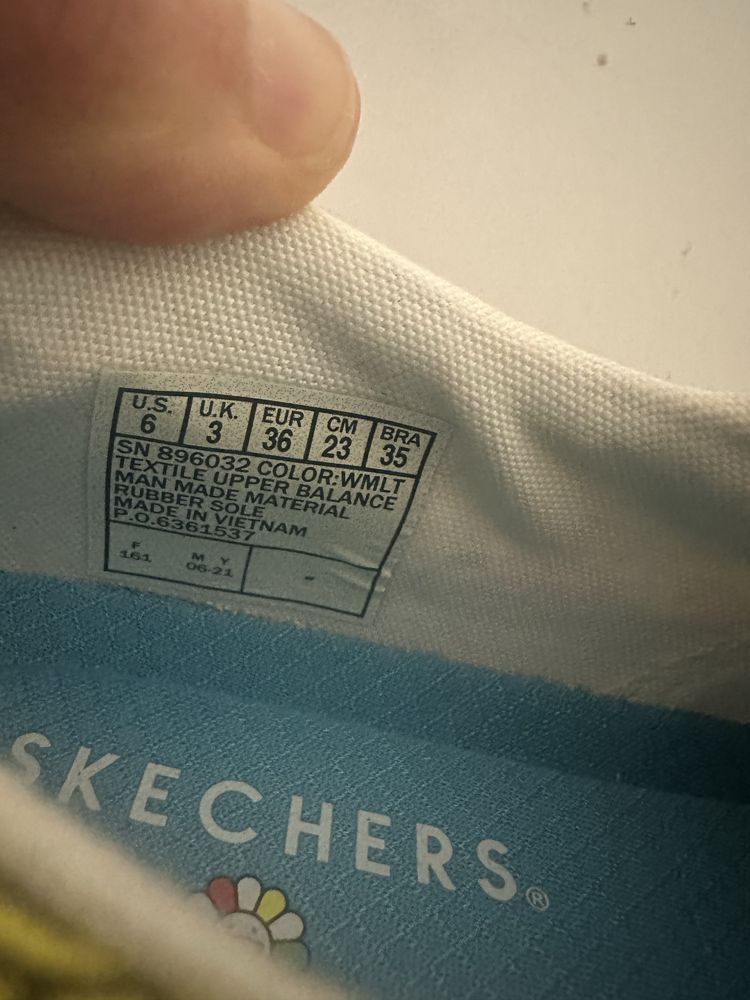 U.S. U.K. EUR CM BRA
6 3 36 23 35
SN 896032 COLOR:WMLT
TEXTILE UPPER BALANCE
MAN MADE MATERIAL
RUBBER SOLE
MADE IN VIETNAM
P.O.6361537
F M Y
161 06-21 -
SKECHERS®